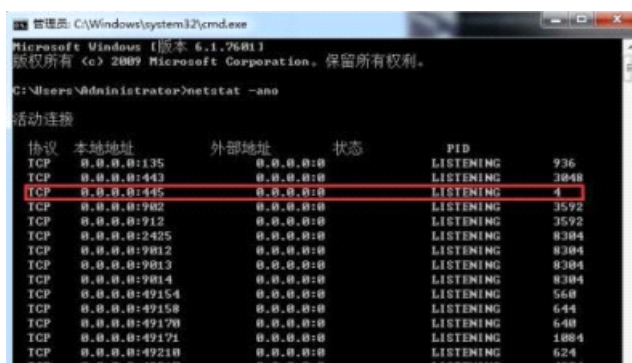 管理员: C:\Windows\system32\cmd.exe
Microsoft Windows [版本 6.1.7601]
版权所有 (c) 2009 Microsoft Corporation。保留所有权利。
C:\Users\Administrator>netstat -ano
活动连接
协议 本地地址 外部地址 状态 PID
TCP 0.0.0.0:135 0.0.0.0:0 LISTENING 936
TCP 0.0.0.0:443 0.0.0.0:0 LISTENING 3048
TCP 0.0.0.0:445 0.0.0.0:0 LISTENING 4
TCP 0.0.0.0:902 0.0.0.0:0 LISTENING 3592
TCP 0.0.0.0:912 0.0.0.0:0 LISTENING 3592
TCP 0.0.0.0:2425 0.0.0.0:0 LISTENING 8304
TCP 0.0.0.0:9012 0.0.0.0:0 LISTENING 8304
TCP 0.0.0.0:9013 0.0.0.0:0 LISTENING 8304
TCP 0.0.0.0:9014 0.0.0.0:0 LISTENING 8304
TCP 0.0.0.0:49154 0.0.0.0:0 LISTENING 560
TCP 0.0.0.0:49158 0.0.0.0:0 LISTENING 644
TCP 0.0.0.0:49170 0.0.0.0:0 LISTENING 640
TCP 0.0.0.0:49171 0.0.0.0:0 LISTENING 1084
TCP 0.0.0.0:49210 0.0.0.0:0 LISTENING 624